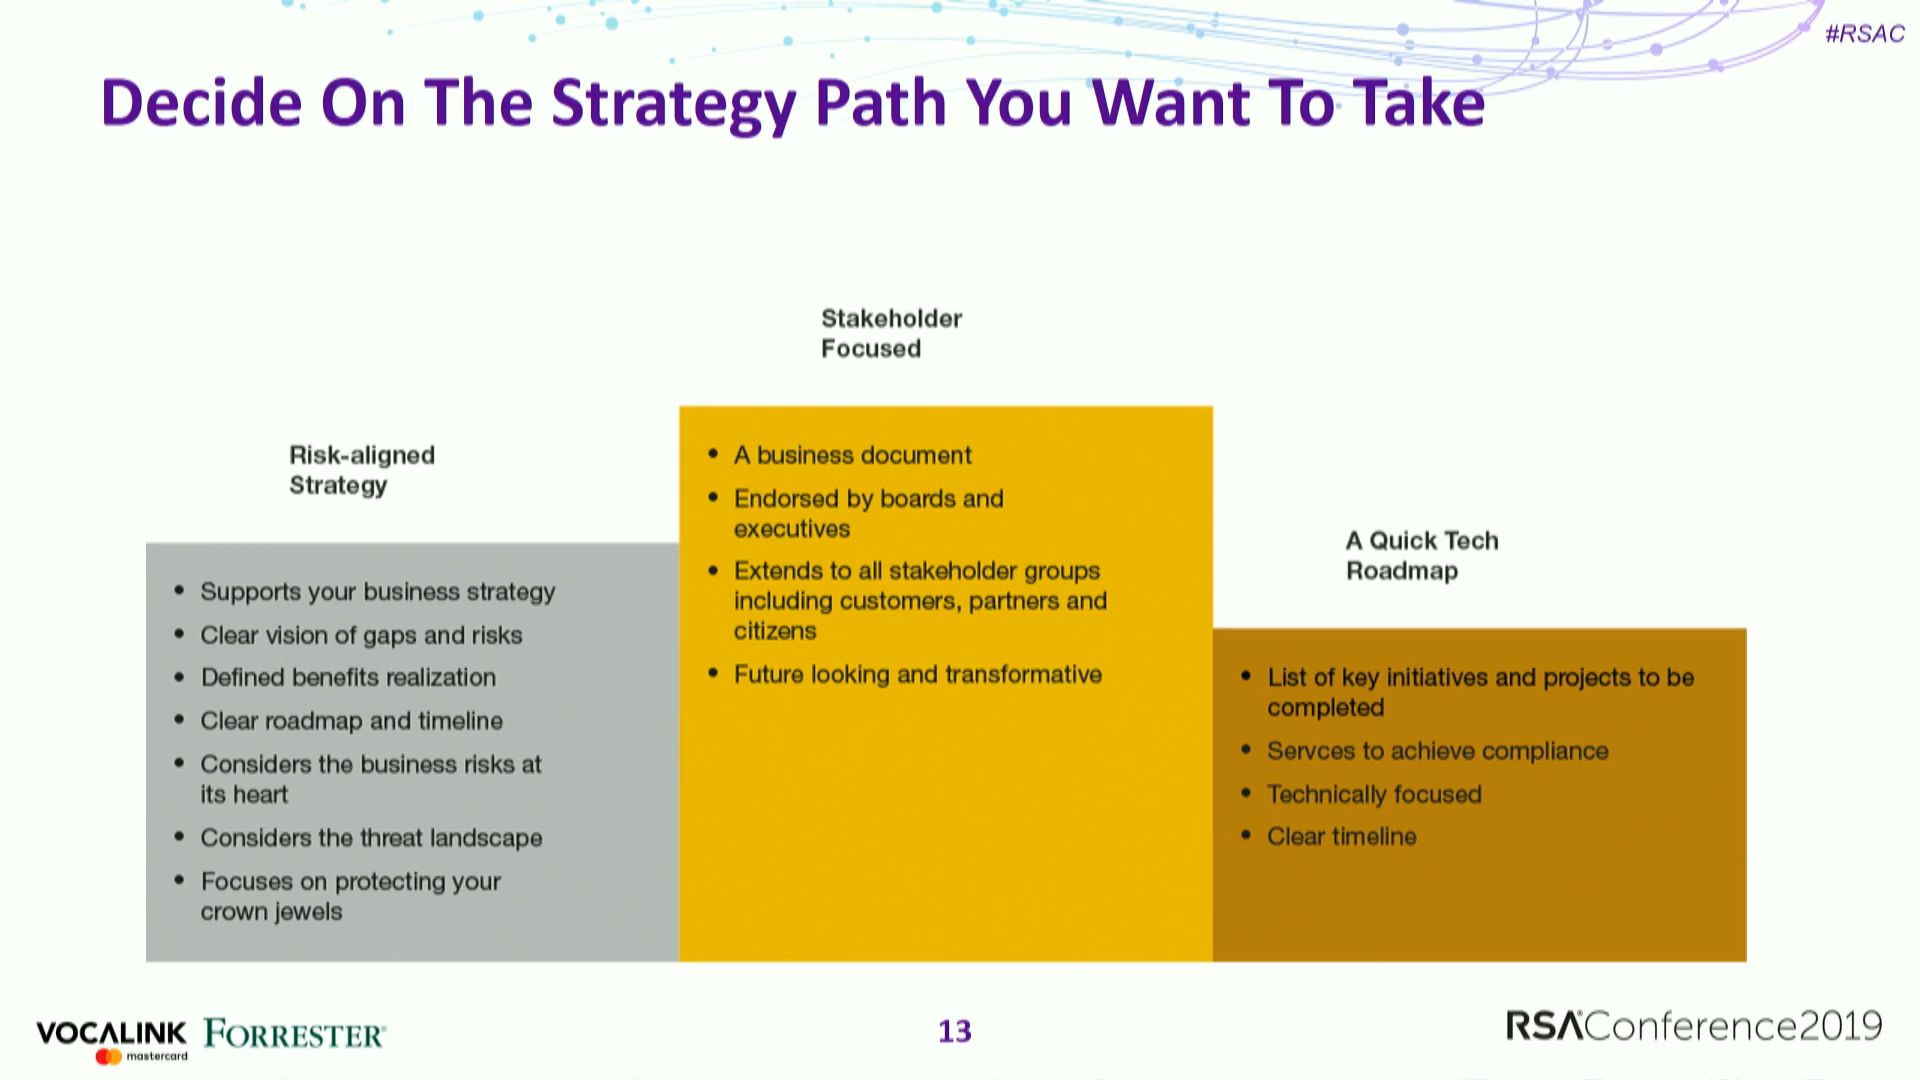 #RSAC
Decide On The Strategy Path You Want To Take
Stakeholder
Focused
Risk-aligned
Strategy
• A business document
• Endorsed by boards and
executives
• Extends to all stakeholder groups
including customers, partners and
citizens
• Future looking and transformative
A Quick Tech
Roadmap
• Supports your business strategy
• Clear vision of gaps and risks
• Defined benefits realization
• Clear roadmap and timeline
• Considers the business risks at
its heart
• Considers the threat landscape
• Focuses on protecting your
crown jewels
• List of key initiatives and projects to be
completed
• Servces to achieve compliance
• Technically focused
• Clear timeline
VOCALINK
mastercard
FORRESTER®
13
RSA®Conference2019